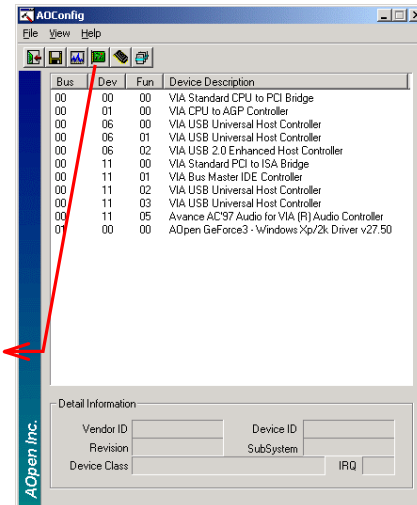 AOConfig
File View Help
Bus Dev Fun Device Description
00 00 00 VIA Standard CPU to PCI Bridge
00 01 00 VIA CPU to AGP Controller
00 06 00 VIA USB Universal Host Controller
00 06 01 VIA USB Universal Host Controller
00 06 02 VIA USB 2.0 Enhanced Host Controller
00 11 00 VIA Standard PCI to ISA Bridge
00 11 01 VIA Bus Master IDE Controller
00 11 02 VIA USB Universal Host Controller
00 11 03 VIA USB Universal Host Controller
00 11 05 Avance AC'97 Audio for VIA (R) Audio Controller
01 00 00 AOpen GeForce3 - Windows Xp/2k Driver v27.50
Detail Information
Vendor ID Device ID
Revision SubSystem
Device Class IRQ
AOpen Inc.